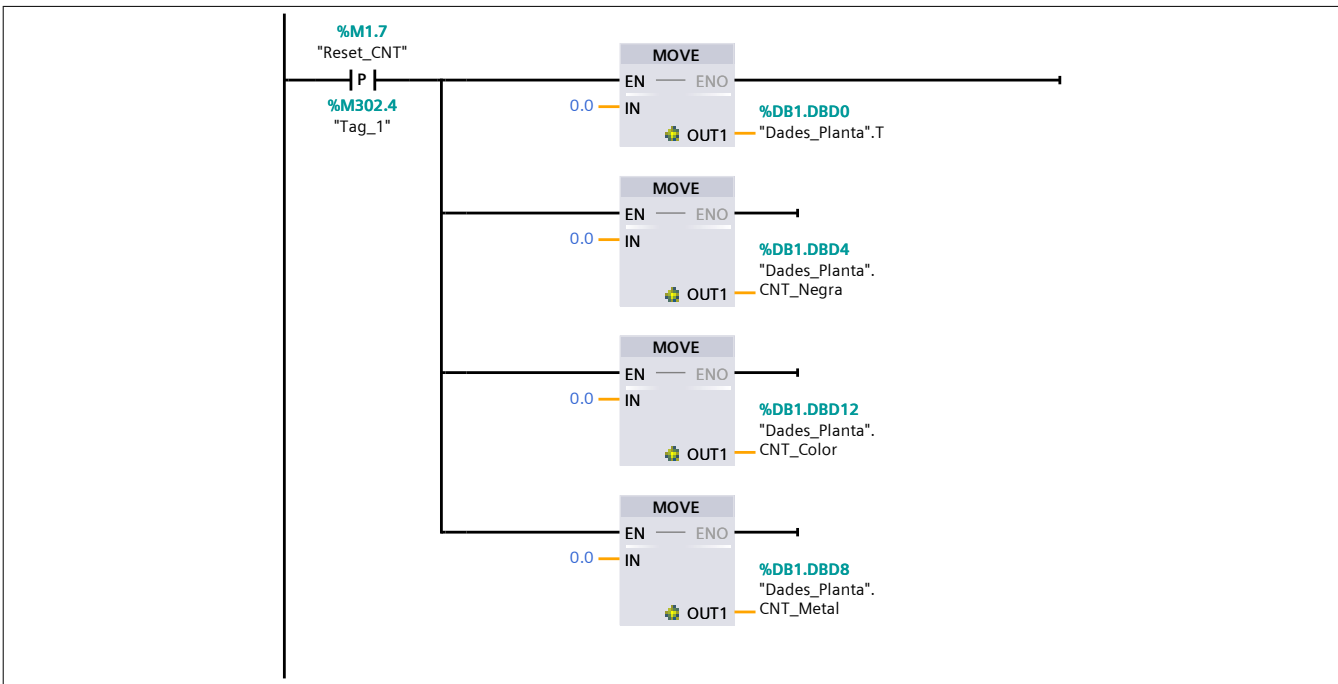 %M1.7
"Reset_CNT"
P
%M302.4
"Tag_1"
MOVE
EN ENO
0.0 IN
%DB1.DBD0
OUT1 "Dades_Planta".T
MOVE
EN ENO
0.0 IN
%DB1.DBD4
"Dades_Planta".
OUT1 CNT_Negra
MOVE
EN ENO
0.0 IN
%DB1.DBD12
"Dades_Planta".
OUT1 CNT_Color
MOVE
EN ENO
0.0 IN
%DB1.DBD8
"Dades_Planta".
OUT1 CNT_Metal